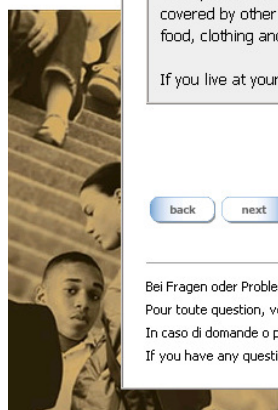 covered by other
food, clothing an
If you live at your
back next
Bei Fragen oder Proble
Pour toute question, v
In caso di domande o p
If you have any questi